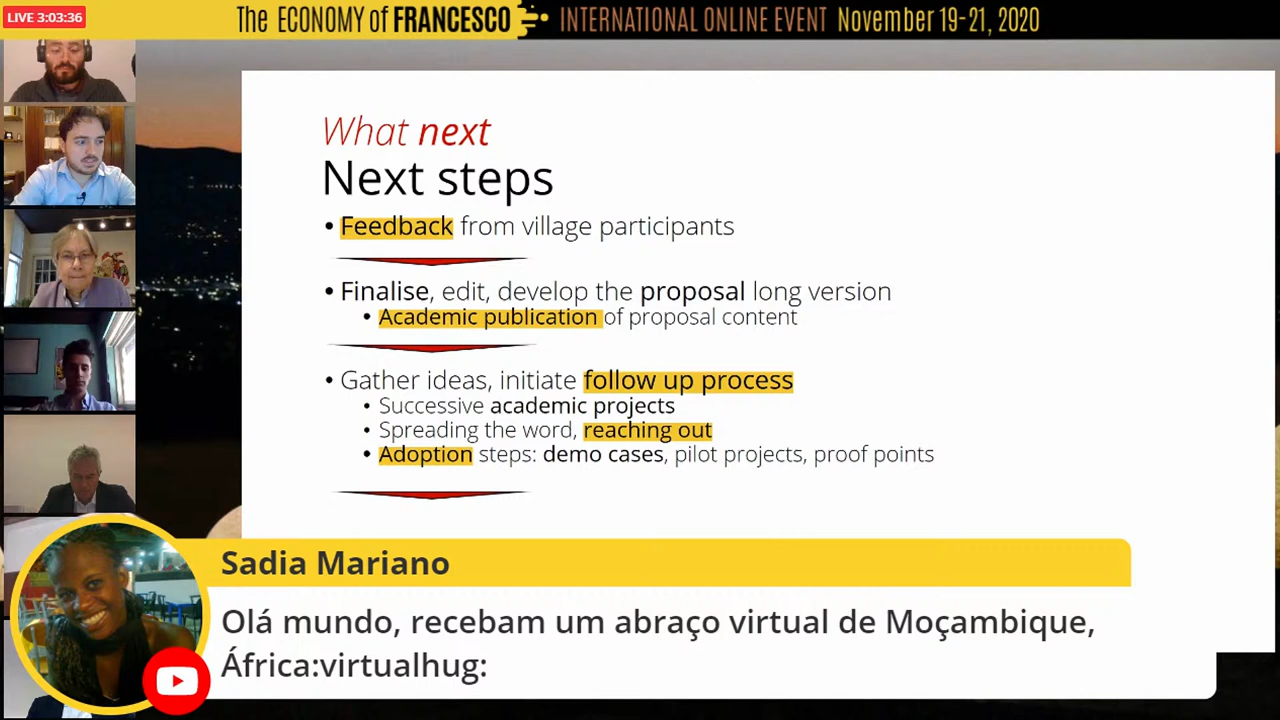 LIVE 3:03:36
The ECONOMY of FRANCESCO INTERNATIONAL ONLINE EVENT November 19-21, 2020
What next
Next steps
• Feedback from village participants
• Finalise, edit, develop the proposal long version
• Academic publication of proposal content
• Gather ideas, initiate follow up process
• Successive academic projects
• Spreading the word, reaching out
• Adoption steps: demo cases, pilot projects, proof points
Sadia Mariano
Olá mundo, recebam um abraço virtual de Moçambique,
África:virtualhug: